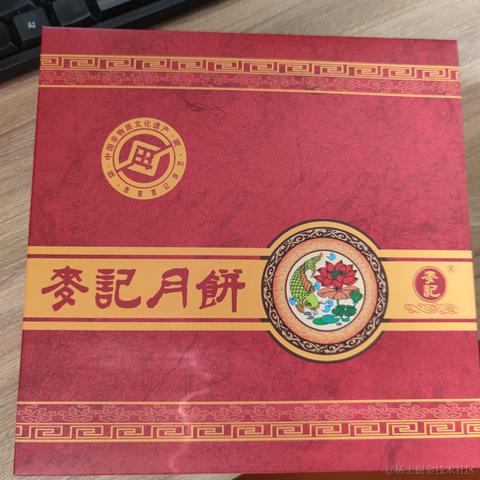 中国非物质文化遗产
麥記月餅
麥記
®
@稀土掘金技术社区